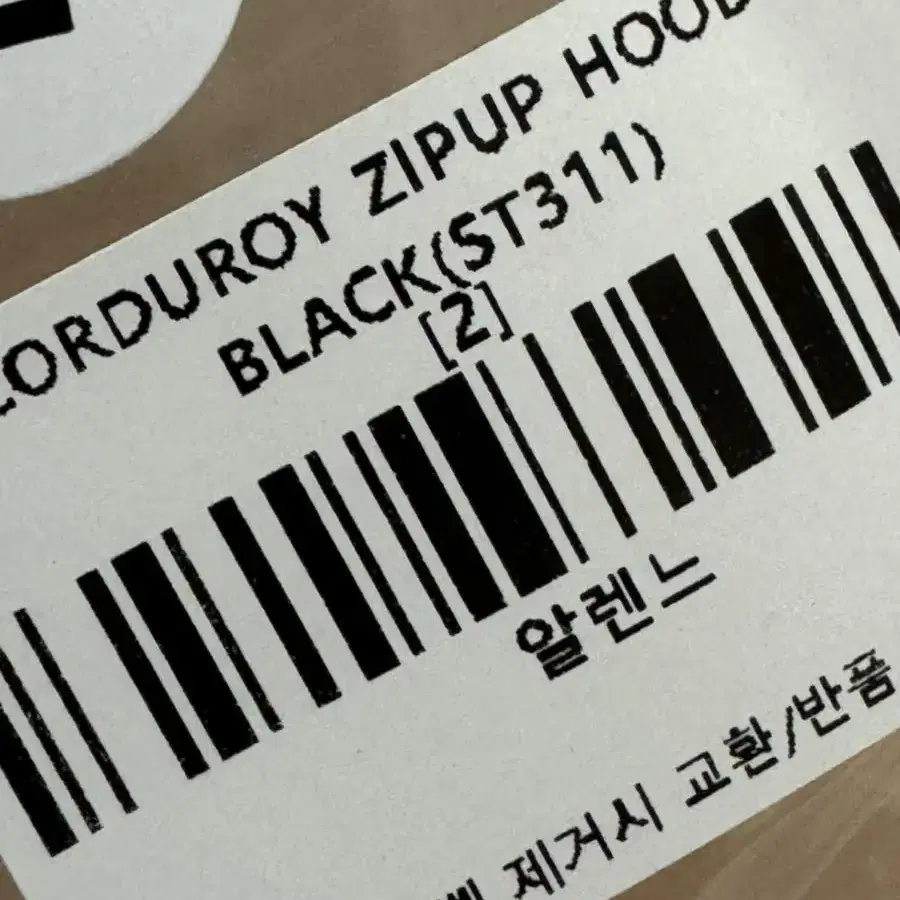 CORDUROY ZIPUP HOOD
BLACK(ST311)
[2]
알렌느
제거시 교환/반품